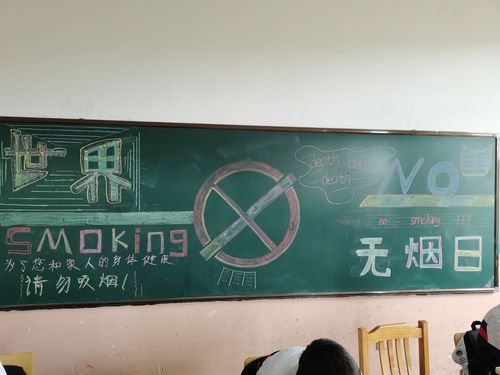 世界
SMOKing
为了您和家人的身体健康
请勿吸烟!
death death
death
NO
no smoking !!!
无烟日